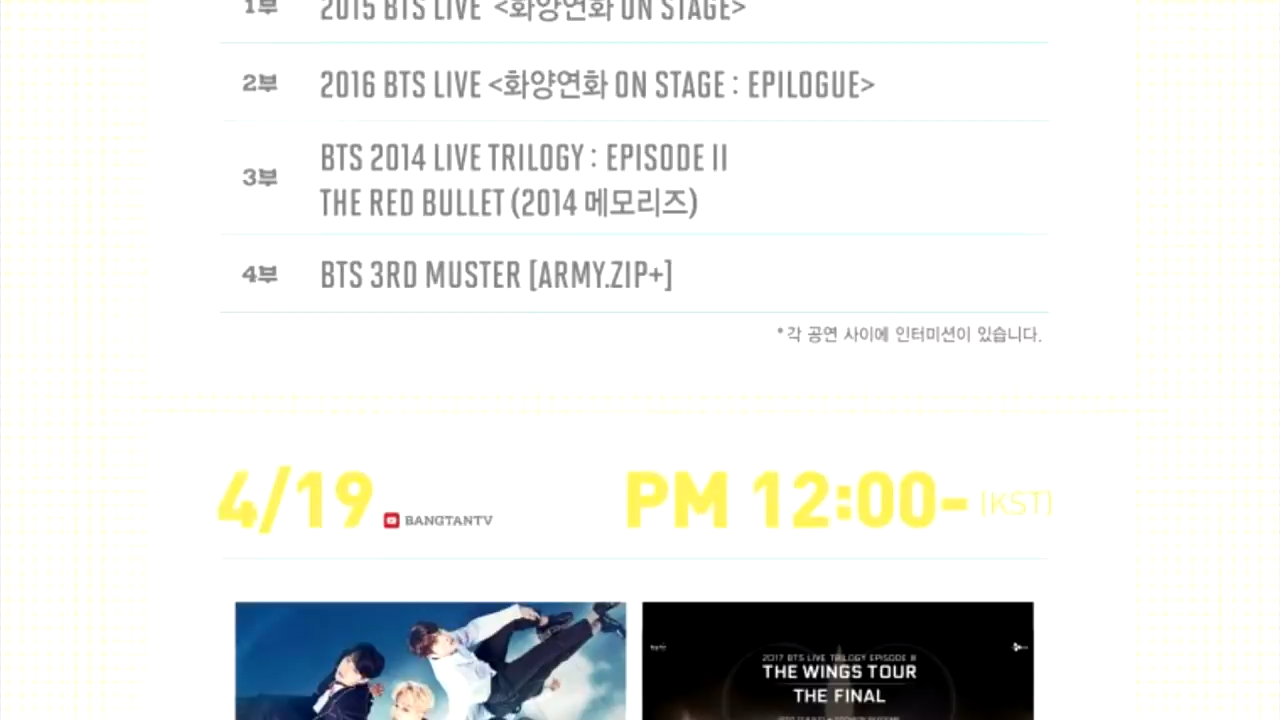 1부 2015 BTS LIVE <화양연화 ON STAGE>
2부 2016 BTS LIVE <화양연화 ON STAGE : EPILOGUE>
3부 BTS 2014 LIVE TRILOGY : EPISODE II
THE RED BULLET (2014 메모리즈)
4부 BTS 3RD MUSTER [ARMY.ZIP+]
* 각 공연 사이에 인터미션이 있습니다.
4/19 BANGTANTV PM 12:00- [KST]
2017 BTS LIVE TRILOGY EPISODE III
THE WINGS TOUR
THE FINAL